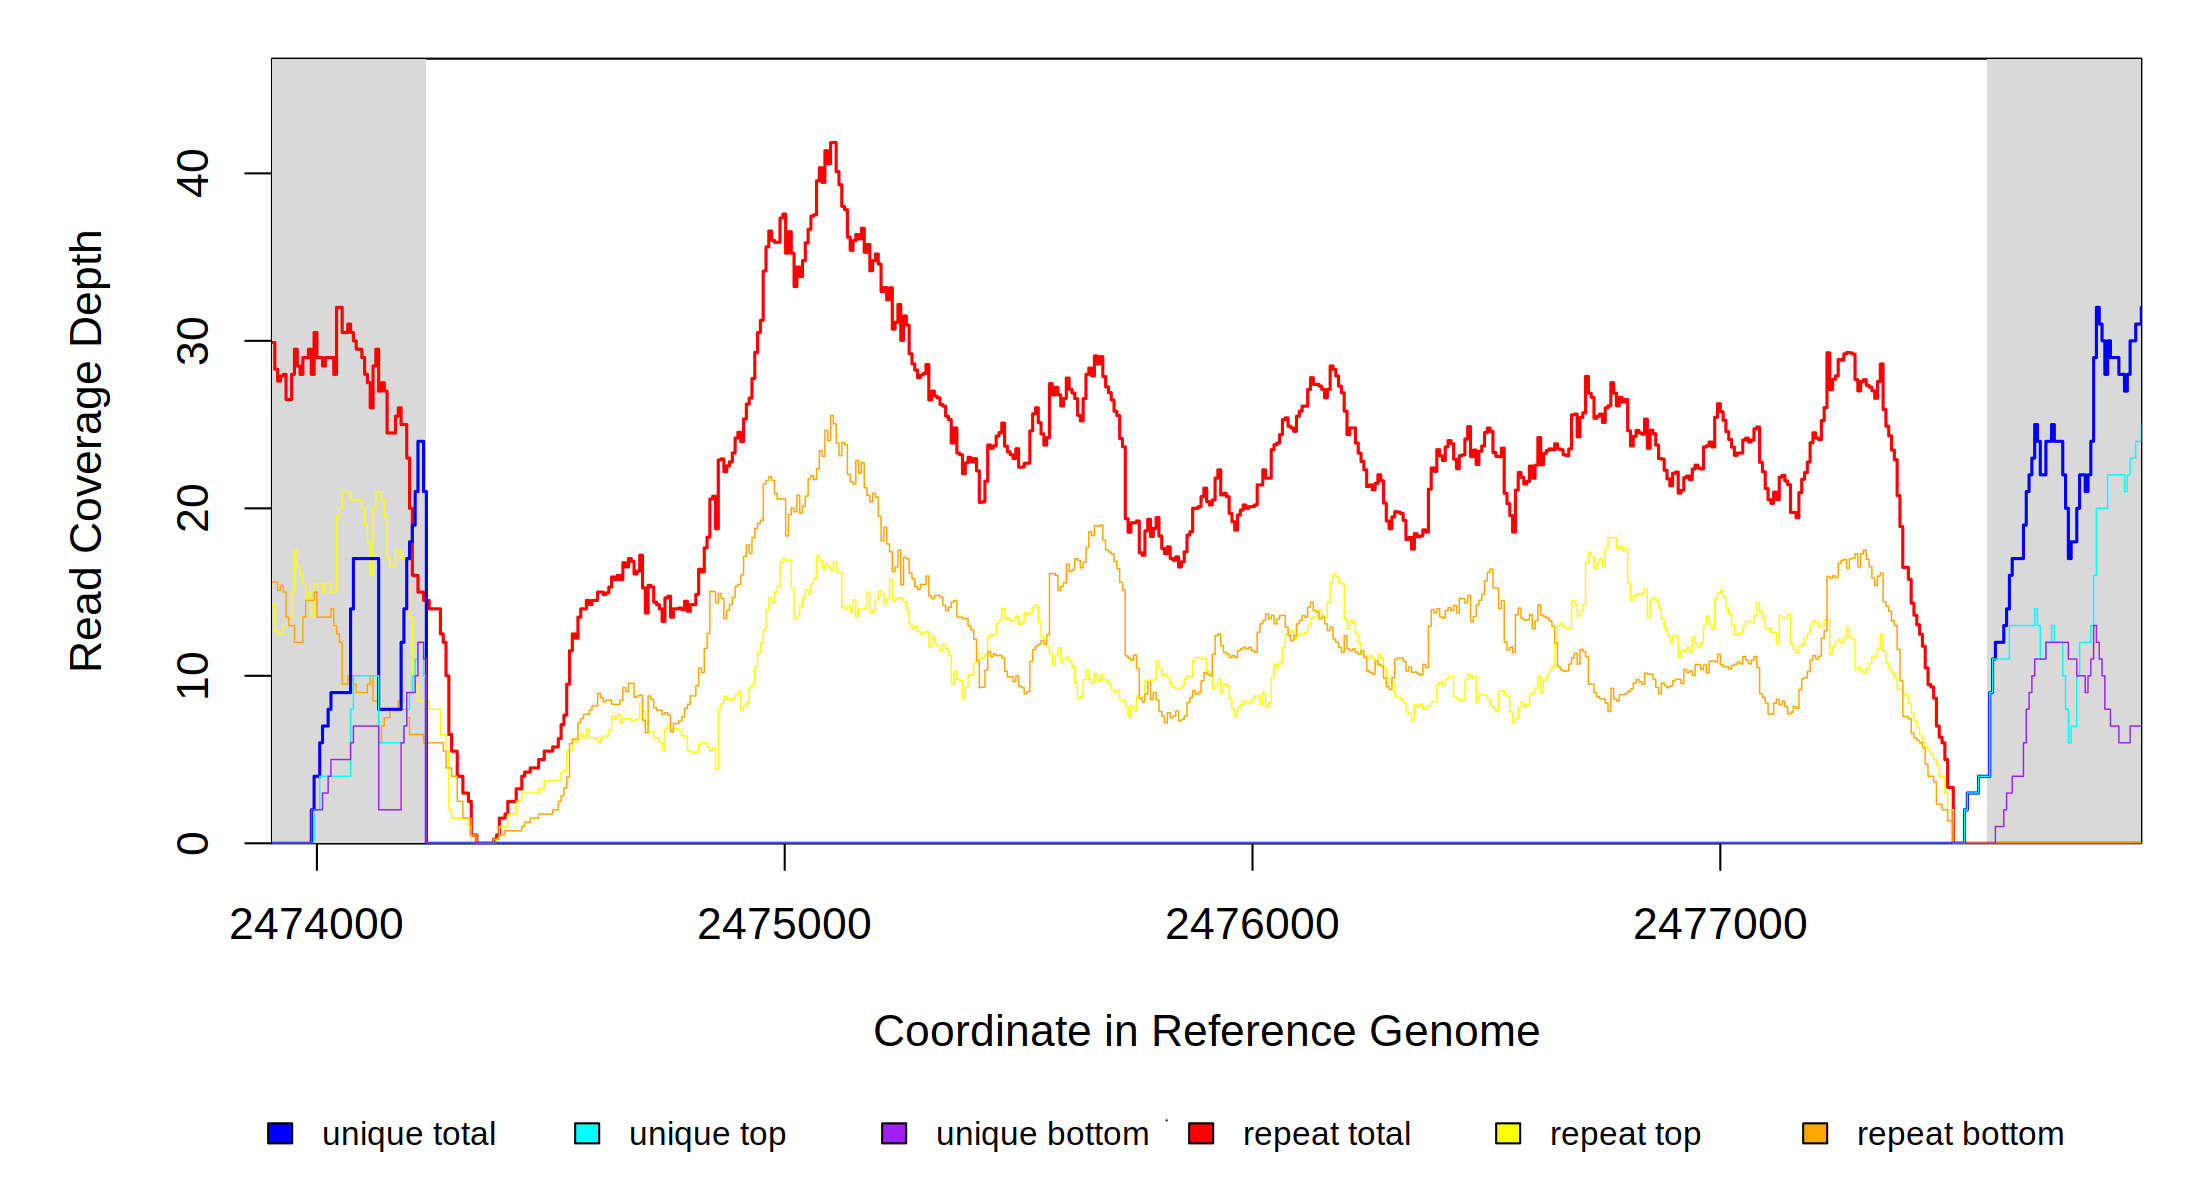 Read Coverage Depth
40
30
20
10
0
2474000 2475000 2476000 2477000
Coordinate in Reference Genome
unique total unique top unique bottom repeat total repeat top repeat bottom